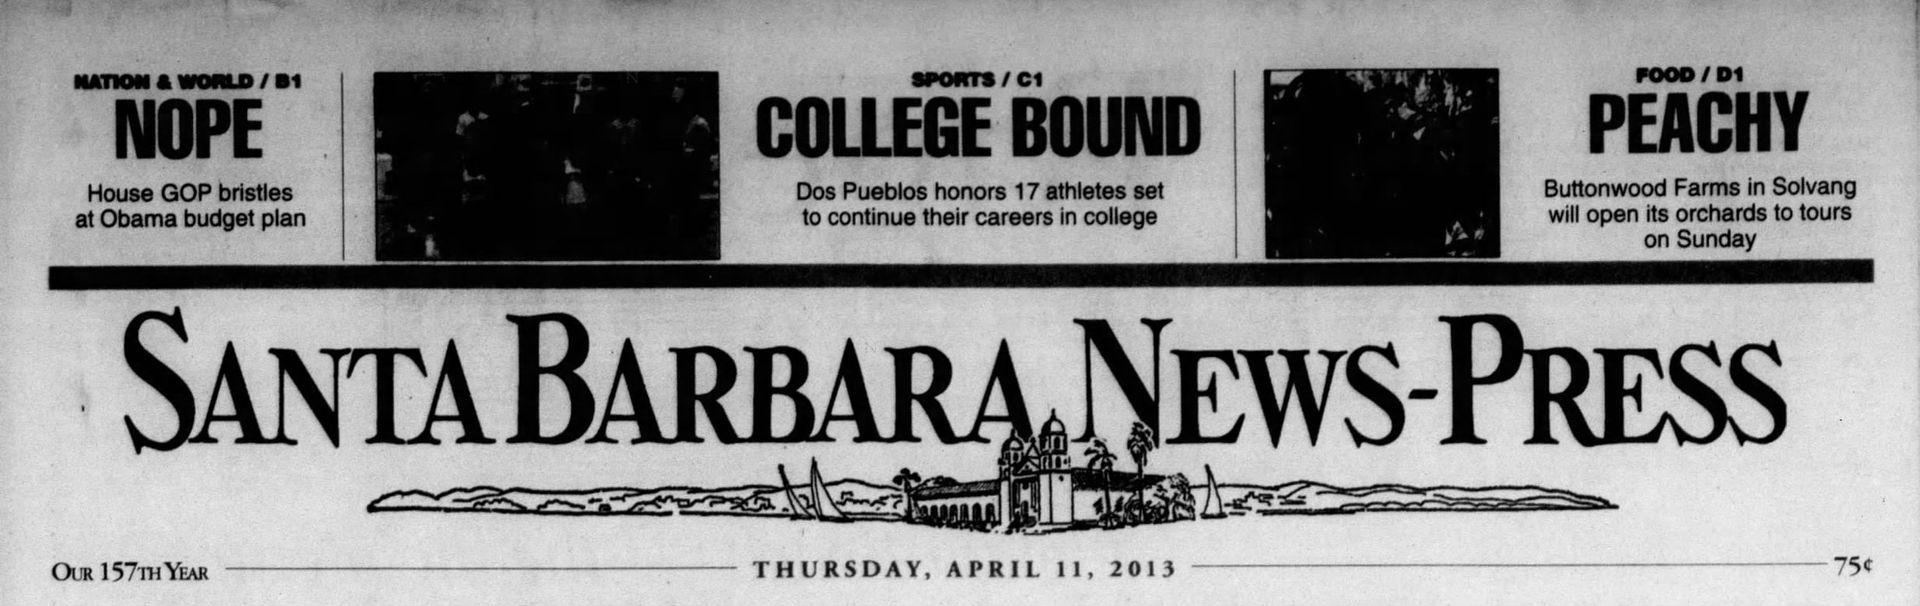 NATION & WORLD / B1
NOPE
House GOP bristles
at Obama budget plan
SPORTS / C1
COLLEGE BOUND
Dos Pueblos honors 17 athletes set
to continue their careers in college
FOOD / D1
PEACHY
Buttonwood Farms in Solvang
will open its orchards to tours
on Sunday
SANTA BARBARA NEWS-PRESS
OUR 157TH YEAR
THURSDAY, APRIL 11, 2013
75¢